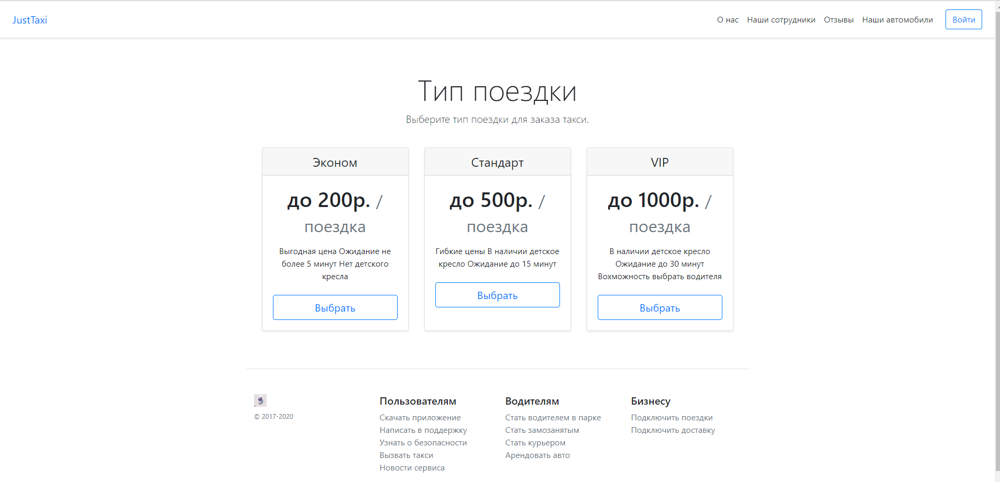 JustTaxi
О нас Наши сотрудники Отзывы Наши автомобили Войти
Тип поездки
Выберите тип поездки для заказа такси.
Эконом
до 200р. /
поездка
Выгодная цена Ожидание не
более 5 минут Нет детского
кресла
Выбрать
Стандарт
до 500р. /
поездка
Гибкие цены В наличии детское
кресло Ожидание до 15 минут
Выбрать
VIP
до 1000р. /
поездка
В наличии детское кресло
Ожидание до 30 минут
Вохможность выбрать водителя
Выбрать
© 2017-2020
Пользователям
Скачать приложение
Написать в поддержку
Узнать о безопасности
Вызвать такси
Новости сервиса
Водителям
Стать водителем в парке
Стать замозанятым
Стать курьером
Арендовать авто
Бизнесу
Подключить поездки
Подключить доставку